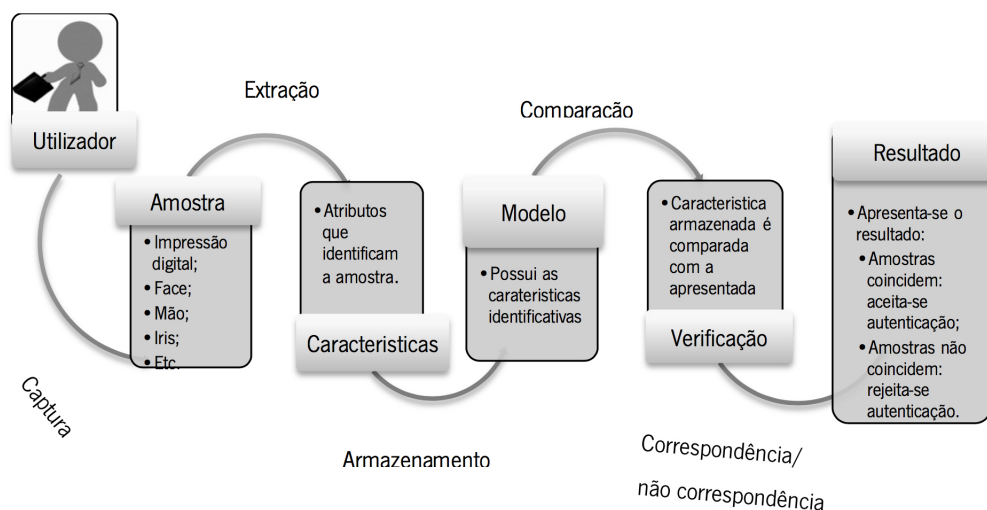 Utilizador
Captura
Amostra
• Impressão
digital;
• Face;
• Mão;
• Iris;
• Etc.
Extração
• Atributos
que
identificam
a amostra.
Caracteristicas
Armazenamento
Modelo
• Possui as
carateristicas
identificativas
Comparacão
• Caracteristica
armazenada é
comparada
com a
apresentada
Verificação
Correspondência/
não correspondência
Resultado
• Apresenta-se o
resultado:
• Amostras
coincidem:
aceita-se
autenticação;
• Amostras não
coincidem:
rejeita-se
autenticação.